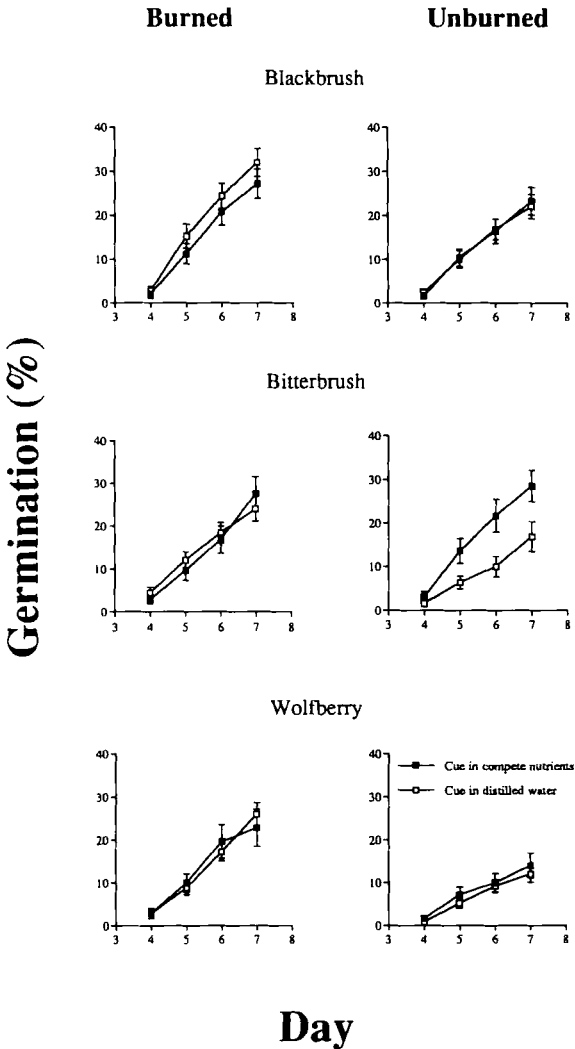 Burned Unburned
Blackbrush
40 40
30 30
20 20
10 10
0 0
3 4 5 6 7 8 3 4 5 6 7 8
Germination (%)
Bitterbrush
40 40
30 30
20 20
10 10
0 0
3 4 5 6 7 8 3 4 5 6 7 8
Wolfberry
40 40
Cue in compete nutrients
30 30
Cue in distilled water
20 20
10 10
0 0
3 4 5 6 7 8 3 4 5 6 7 8
Day